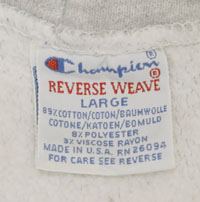 Champion®
REVERSE WEAVE®
LARGE
89% COTTON/COTON/BAUMWOLLE
COTONE/KATOEN/BOMULD
8% POLYESTER
3% VISCOSE RAYON
MADE IN U.S.A. RN 26094
FOR CARE SEE REVERSE